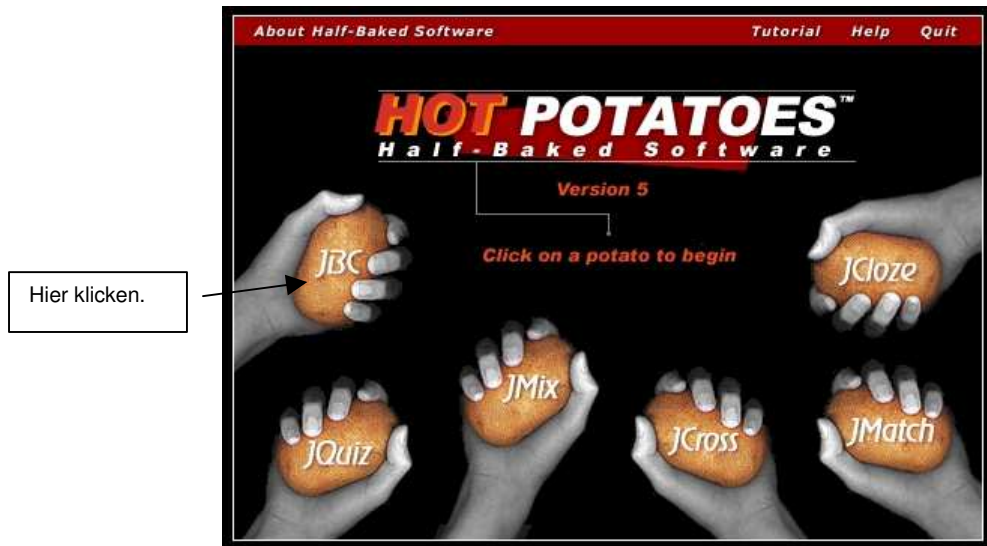 About Half-Baked Software Tutorial Help Quit
HOT POTATOES™
Half-Baked Software
Version 5
Click on a potato to begin
JBC
JCloze
Hier klicken.
JMix
JQuiz
JCross
JMatch